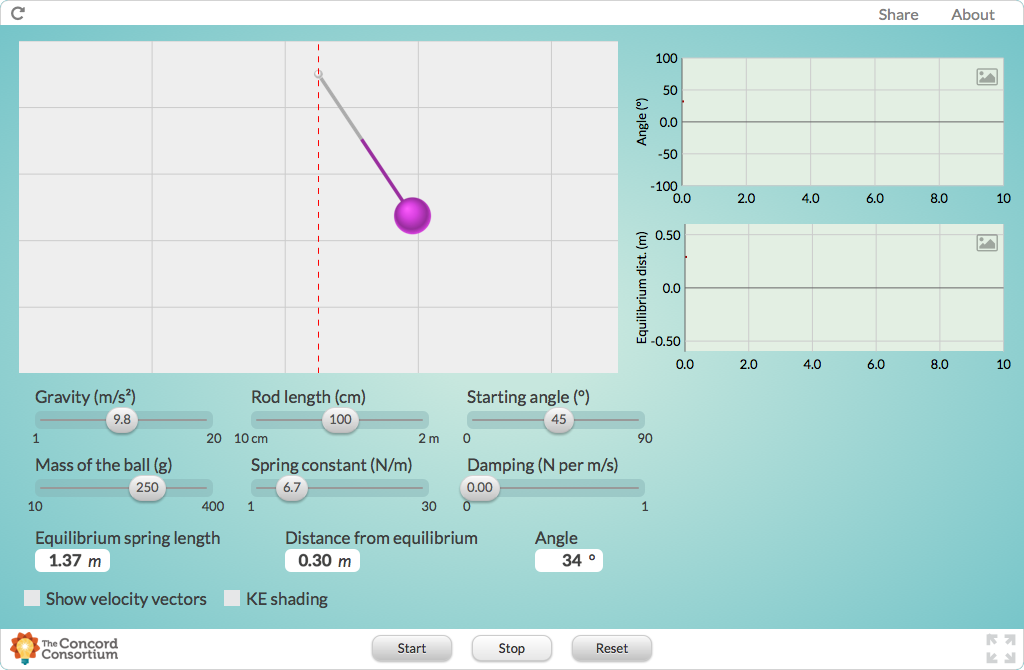 Share About
100
50
0.0
-50
-100
Angle (º)
0.0 2.0 4.0 6.0 8.0 10
0.50
0.0
-0.50
Equilibrium dist. (m)
0.0 2.0 4.0 6.0 8.0 10
Gravity (m/s²) Rod length (cm) Starting angle (º)
9.8 100 45
1 20 10 cm 2 m 0 90
Mass of the ball (g) Spring constant (N/m) Damping (N per m/s)
250 6.7 0.00
10 400 1 30 0 1
Equilibrium spring length Distance from equilibrium Angle
1.37 m 0.30 m 34 º
Show velocity vectors KE shading
The Concord
Consortium
Start Stop Reset